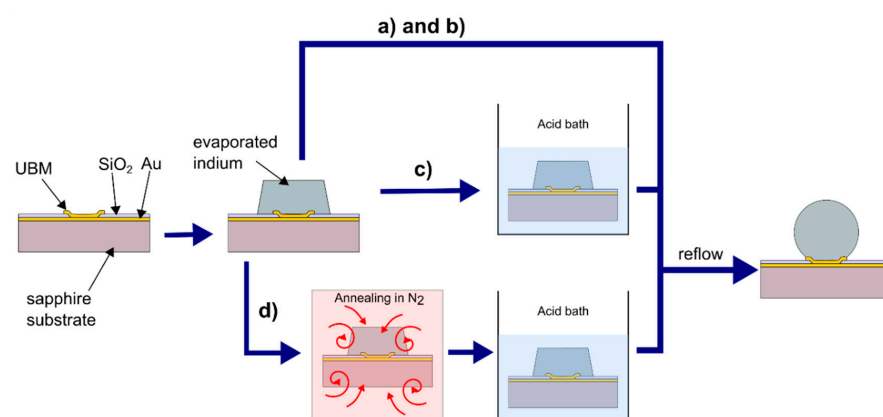 a) and b)
evaporated
indium
UBM
SiO₂
Au
c)
Acid bath
reflow
sapphire
substrate
d)
Annealing in N₂
Acid bath